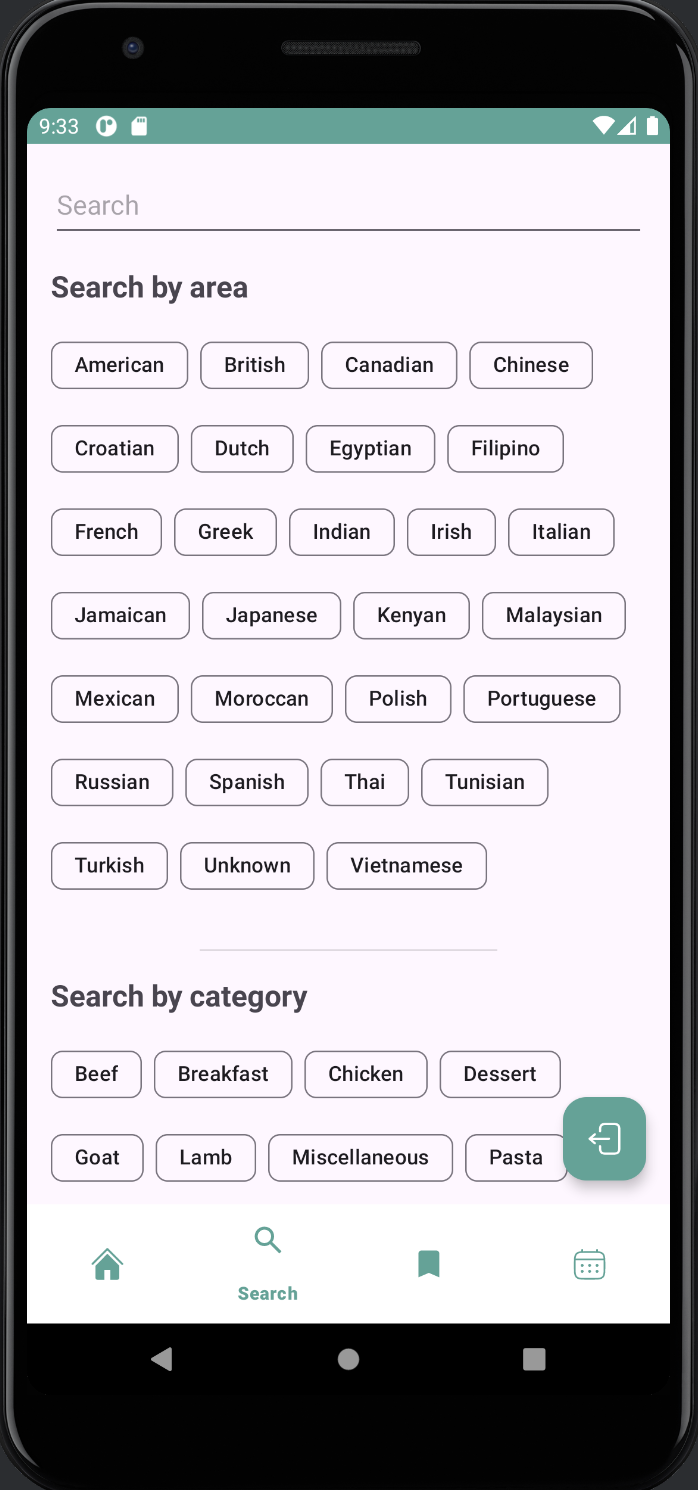 9:33
Search
Search by area
American British Canadian Chinese
Croatian Dutch Egyptian Filipino
French Greek Indian Irish Italian
Jamaican Japanese Kenyan Malaysian
Mexican Moroccan Polish Portuguese
Russian Spanish Thai Tunisian
Turkish Unknown Vietnamese
Search by category
Beef Breakfast Chicken Dessert
Goat Lamb Miscellaneous Pasta
Search